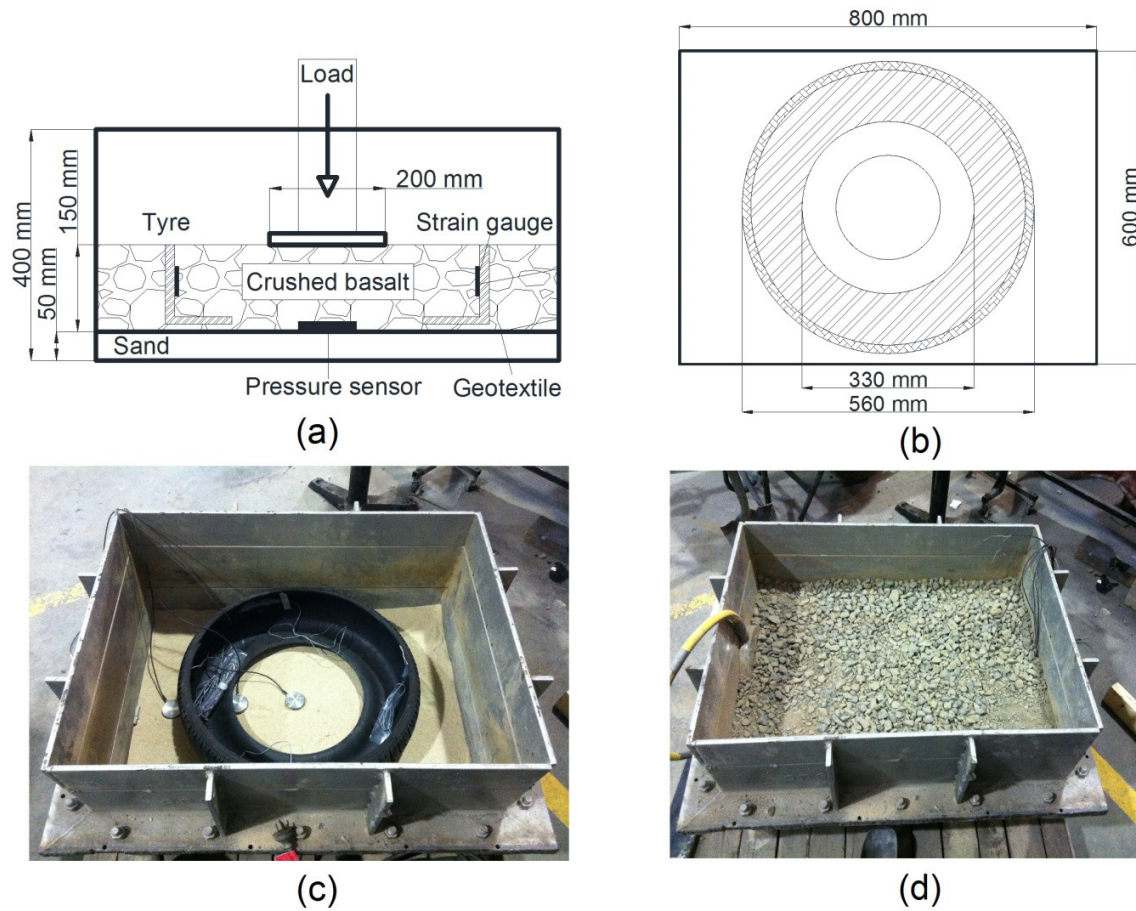 Load
200 mm
400 mm
150 mm
50 mm
Tyre
Strain gauge
Crushed basalt
Sand
Pressure sensor
Geotextile
(a)
800 mm
600 mm
330 mm
560 mm
(b)
(c)
(d)